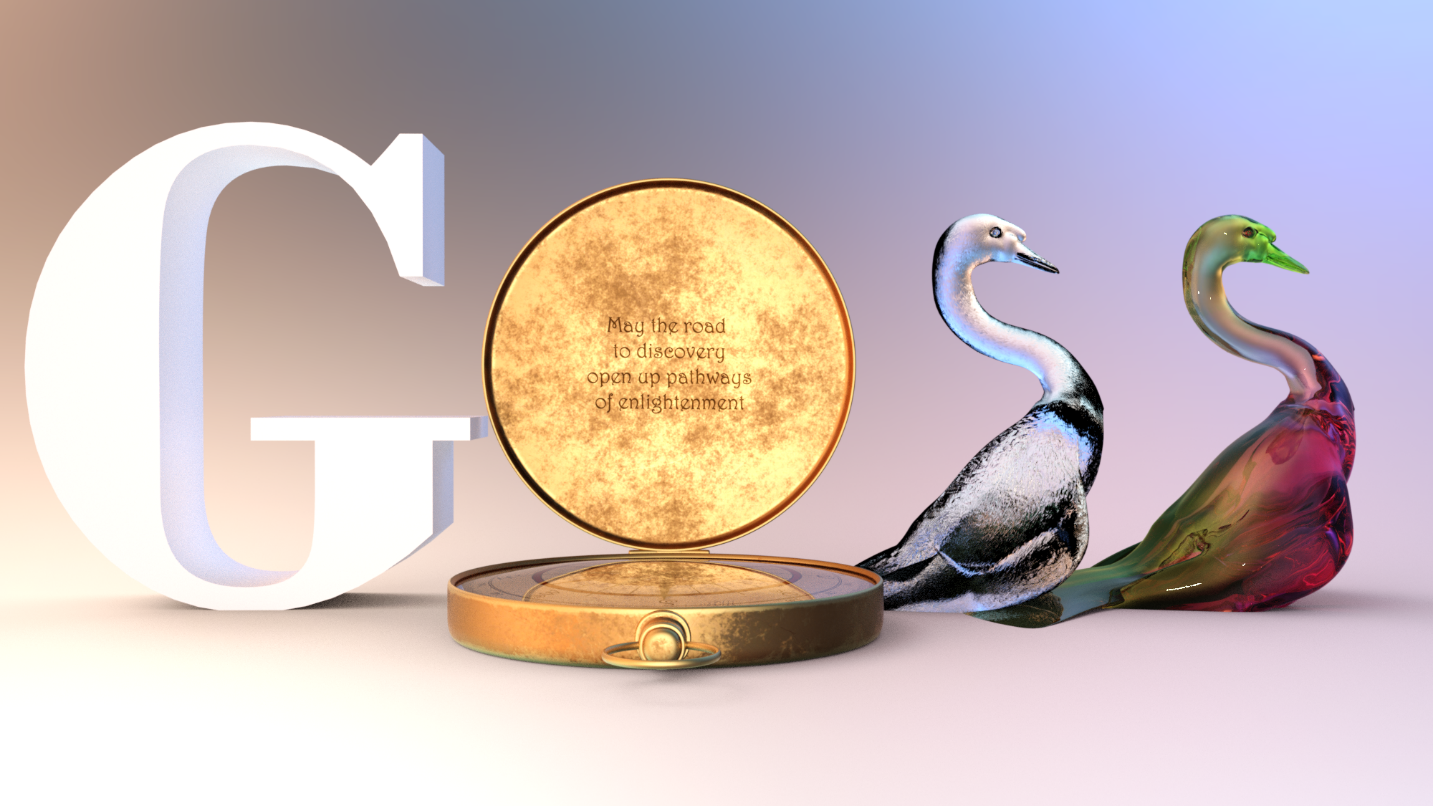 G
May the road
to discovery
open up pathways
of enlightenment